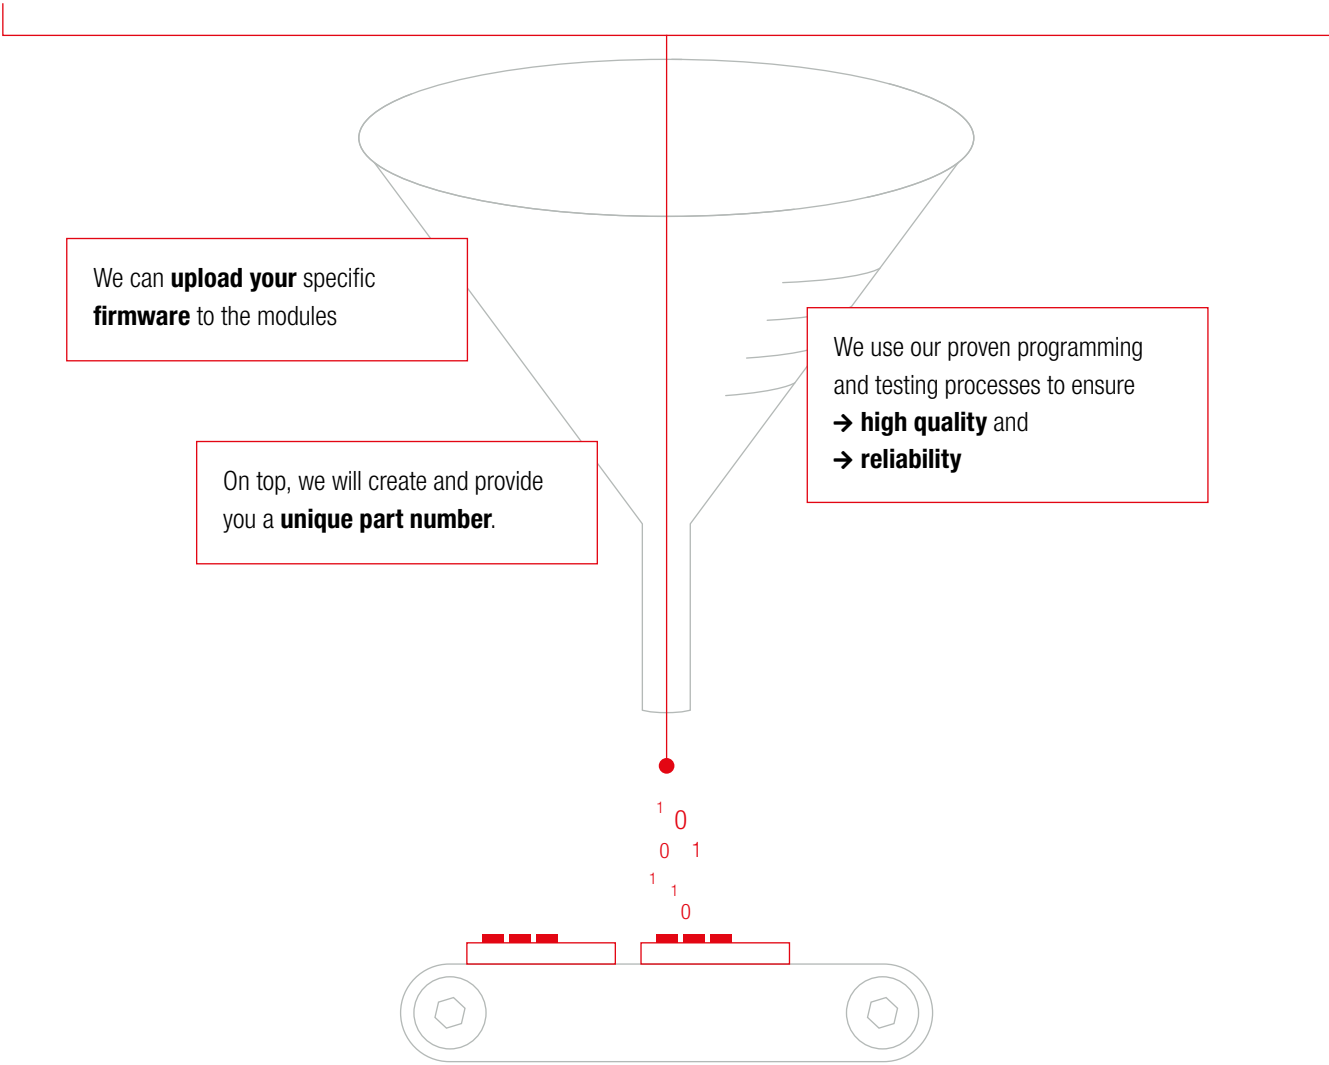 We can upload your specific
firmware to the modules
We use our proven programming
and testing processes to ensure
→ high quality and
→ reliability
On top, we will create and provide
you a unique part number.
1 0
0 1
1 1
0